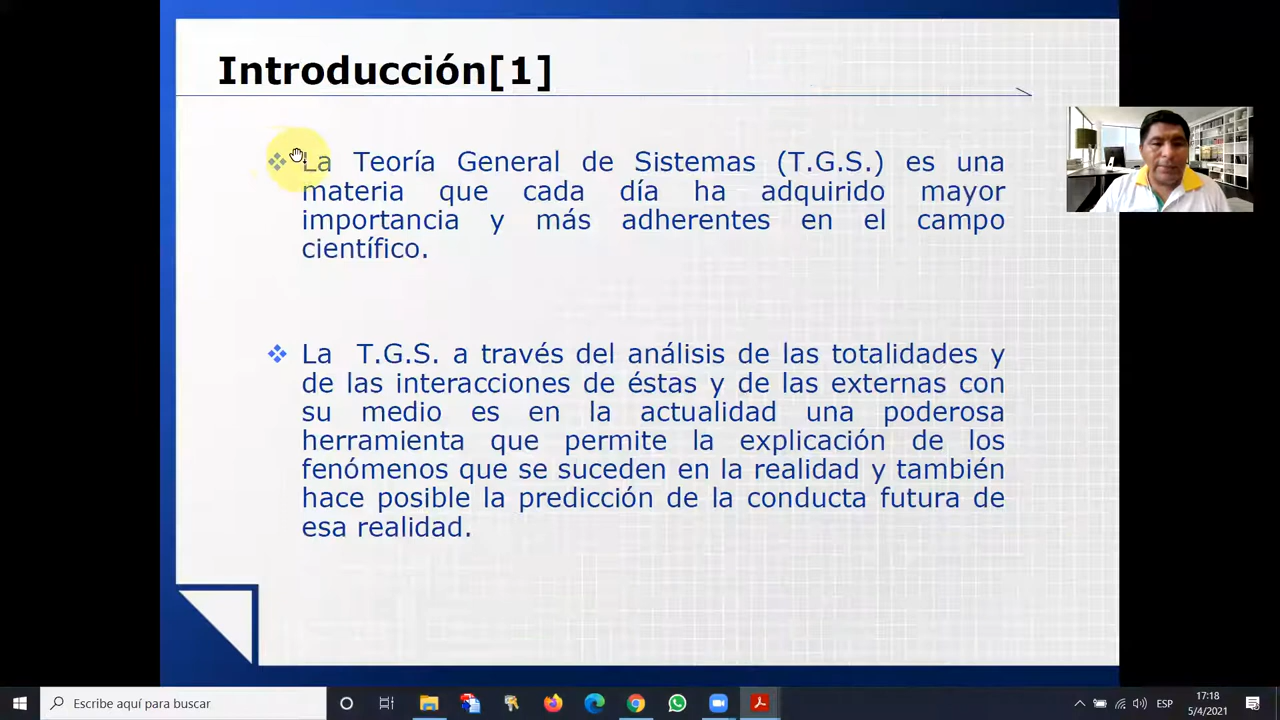 Introducción[1]
La Teoría General de Sistemas (T.G.S.) es una
materia que cada día ha adquirido mayor
importancia y más adherentes en el campo
científico.
La T.G.S. a través del análisis de las totalidades y
de las interacciones de éstas y de las externas con
su medio es en la actualidad una poderosa
herramienta que permite la explicación de los
fenómenos que se suceden en la realidad y también
hace posible la predicción de la conducta futura de
esa realidad.
Escribe aquí para buscar
ESP
17:18
5/4/2021